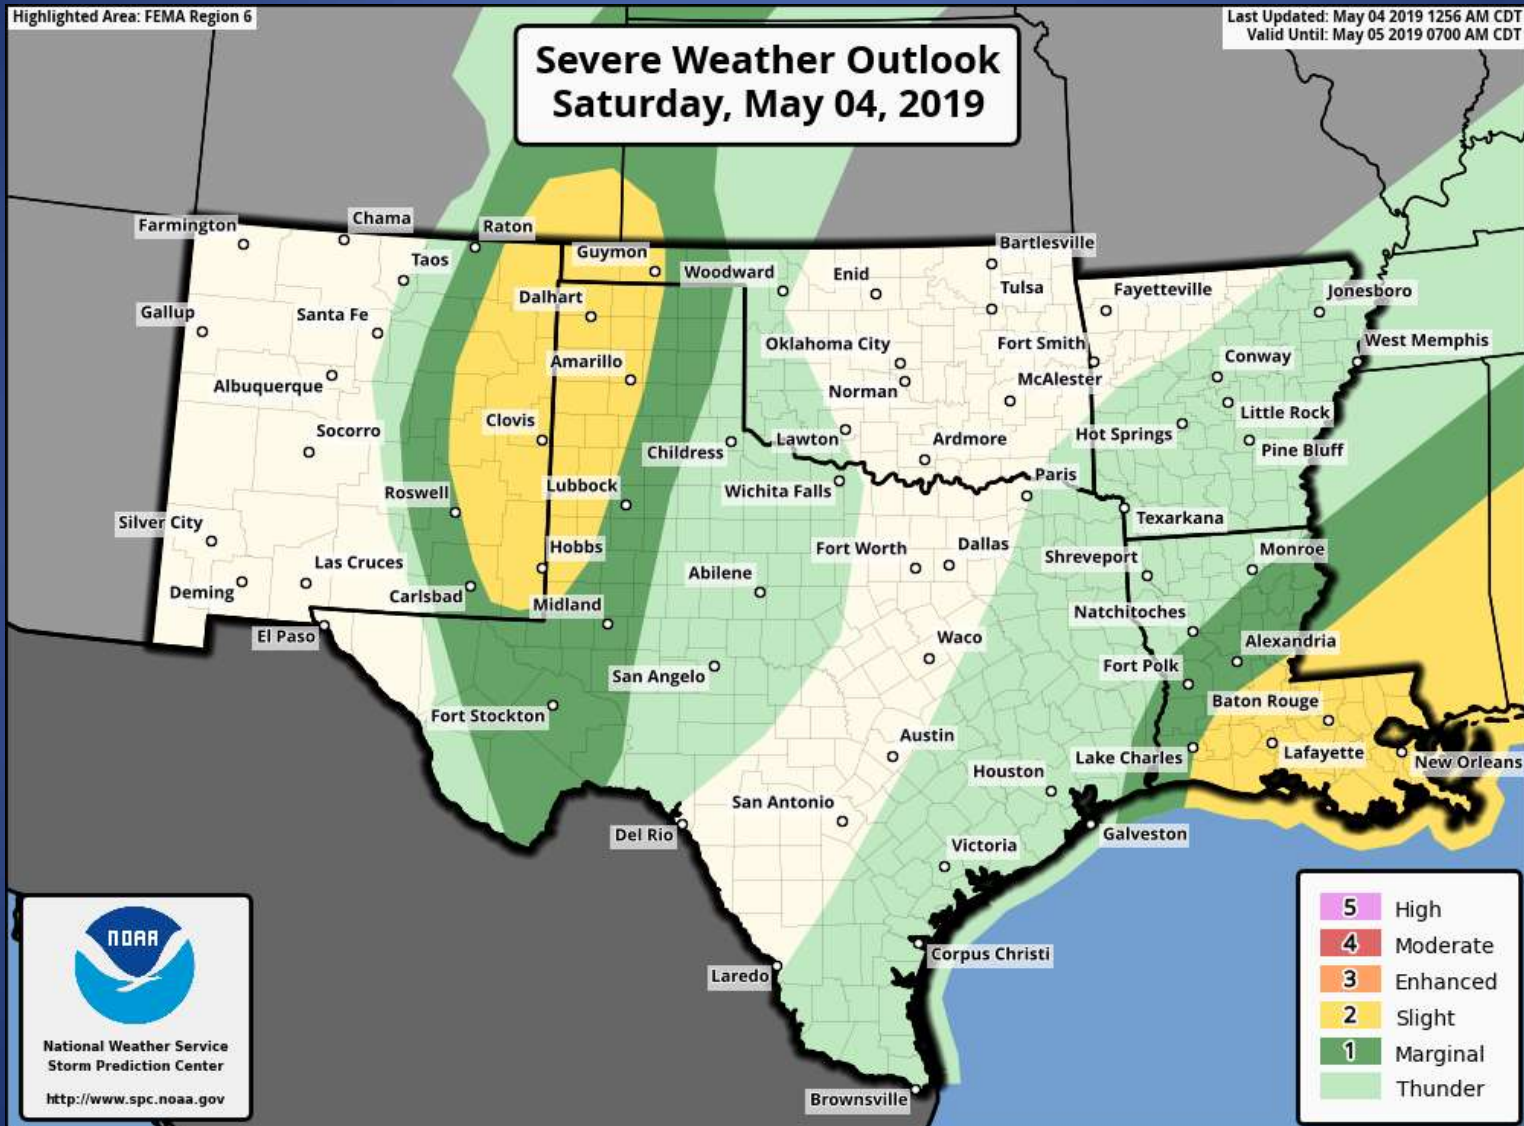 Highlighted Area: FEMA Region 6
Last Updated: May 04 2019 1256 AM CDT
Valid Until: May 05 2019 0700 AM CDT
Severe Weather Outlook
Saturday, May 04, 2019
Farmington
Chama
Raton
Taos
Guymon
Woodward
Enid
Bartlesville
Tulsa
Fayetteville
Jonesboro
Gallup
Santa Fe
Dalhart
Oklahoma City
Fort Smith
West Memphis
Albuquerque
Amarillo
Norman
McAlester
Conway
Little Rock
Socorro
Clovis
Childress
Lawton
Ardmore
Hot Springs
Pine Bluff
Roswell
Lubbock
Wichita Falls
Paris
Texarkana
Silver City
Las Cruces
Hobbs
Fort Worth
Dallas
Shreveport
Monroe
Deming
Carlsbad
Midland
Abilene
Natchitoches
El Paso
Waco
Alexandria
San Angelo
Fort Polk
Fort Stockton
Baton Rouge
Austin
Lake Charles
Lafayette
New Orleans
Houston
San Antonio
Del Rio
Galveston
Victoria
Corpus Christi
Laredo
Brownsville
NOAA
National Weather Service
Storm Prediction Center
http://www.spc.noaa.gov
5 High
4 Moderate
3 Enhanced
2 Slight
1 Marginal
Thunder